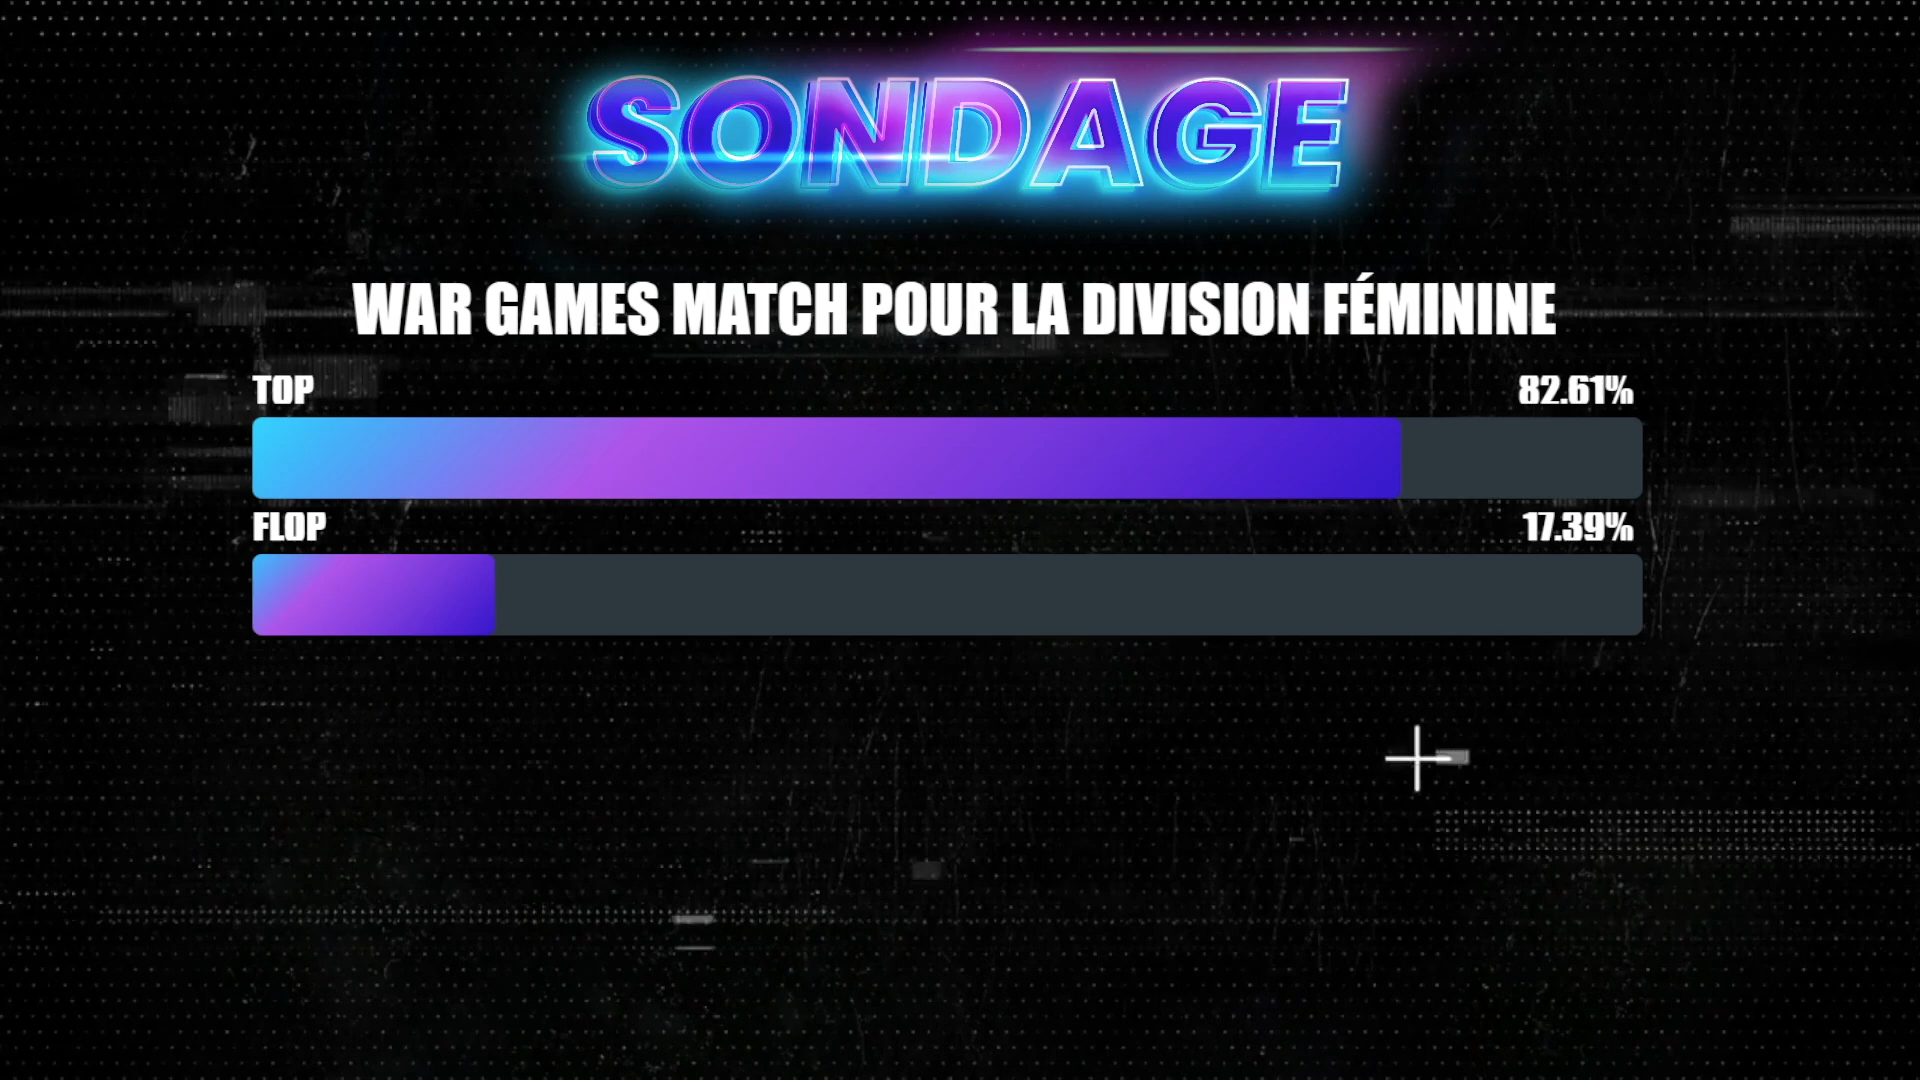 SONDAGE
WAR GAMES MATCH POUR LA DIVISION FÉMININE
TOP 82.61%
FLOP 17.39%